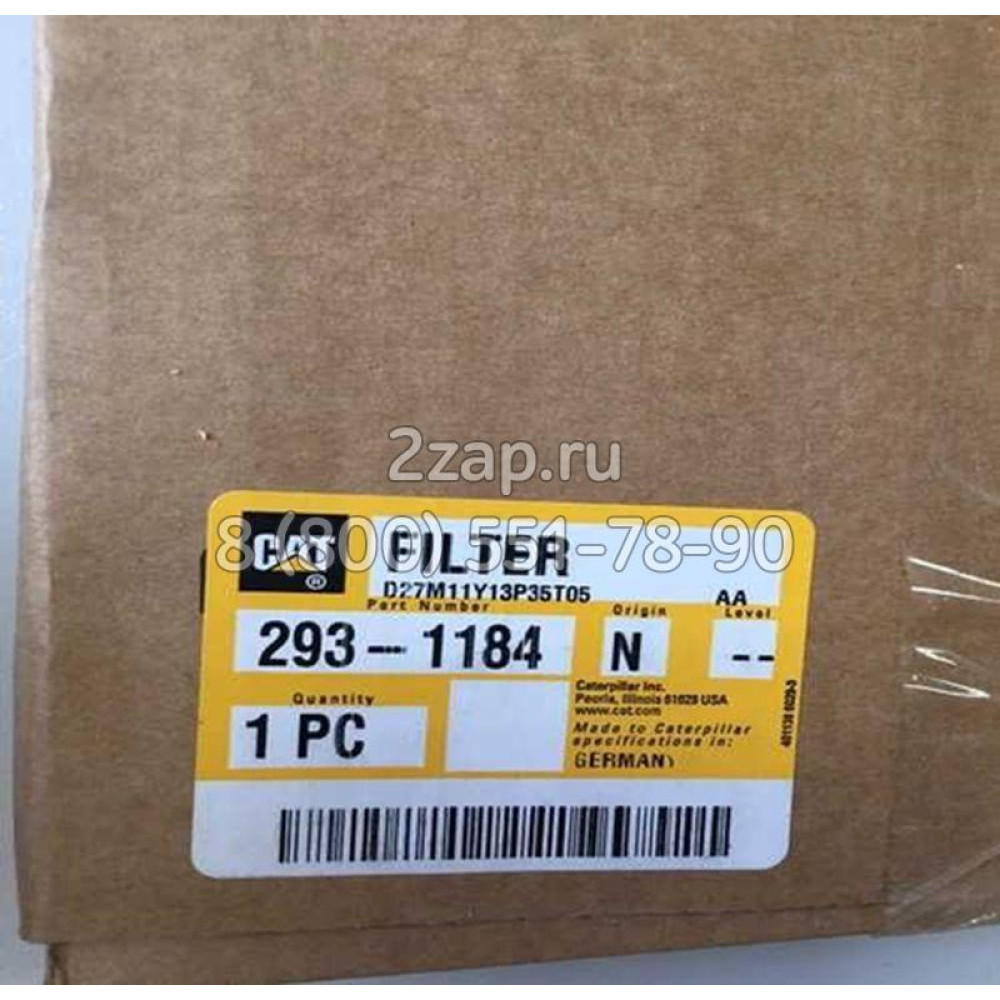 2zap.ru
8 (800) 551-78-90
CAT ®
FILTER
D27M11Y13P35T05
AA
Part Number
Origin
Level
293-1184
N
--
Quantity
1 PC
Caterpillar Inc.
Peoria, Illinois 61629 USA
www.cat.com
Made to Caterpillar
specifications in:
GERMANY